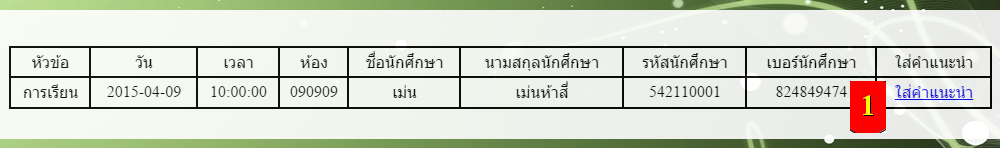 หัวข้อ วัน เวลา ห้อง ชื่อนักศึกษา นามสกุลนักศึกษา รหัสนักศึกษา เบอร์นักศึกษา ใส่คำแนะนำ
การเรียน 2015-04-09 10:00:00 090909 เม่น เม่นห้าสี่ 542110001 824849474 ใส่คำแนะนำ
1